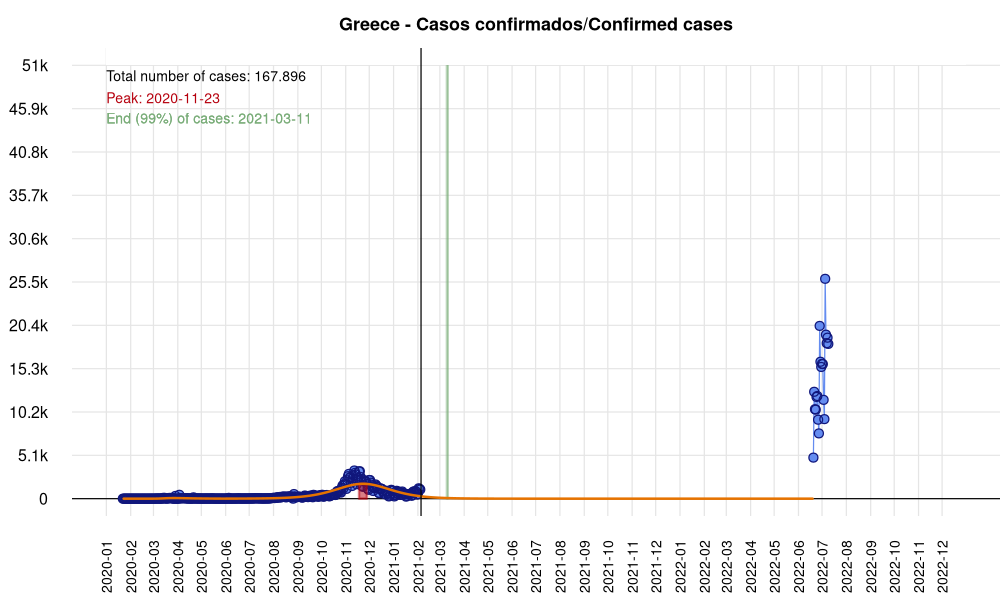 Greece - Casos confirmados/Confirmed cases
51k
Total number of cases: 167.896
Peak: 2020-11-23
End (99%) of cases: 2021-03-11
45.9k
40.8k
35.7k
30.6k
25.5k
20.4k
15.3k
10.2k
5.1k
0
2020-01
2020-02
2020-03
2020-04
2020-05
2020-06
2020-07
2020-08
2020-09
2020-10
2020-11
2020-12
2021-01
2021-02
2021-03
2021-04
2021-05
2021-06
2021-07
2021-08
2021-09
2021-10
2021-11
2021-12
2022-01
2022-02
2022-03
2022-04
2022-05
2022-06
2022-07
2022-08
2022-09
2022-10
2022-11
2022-12